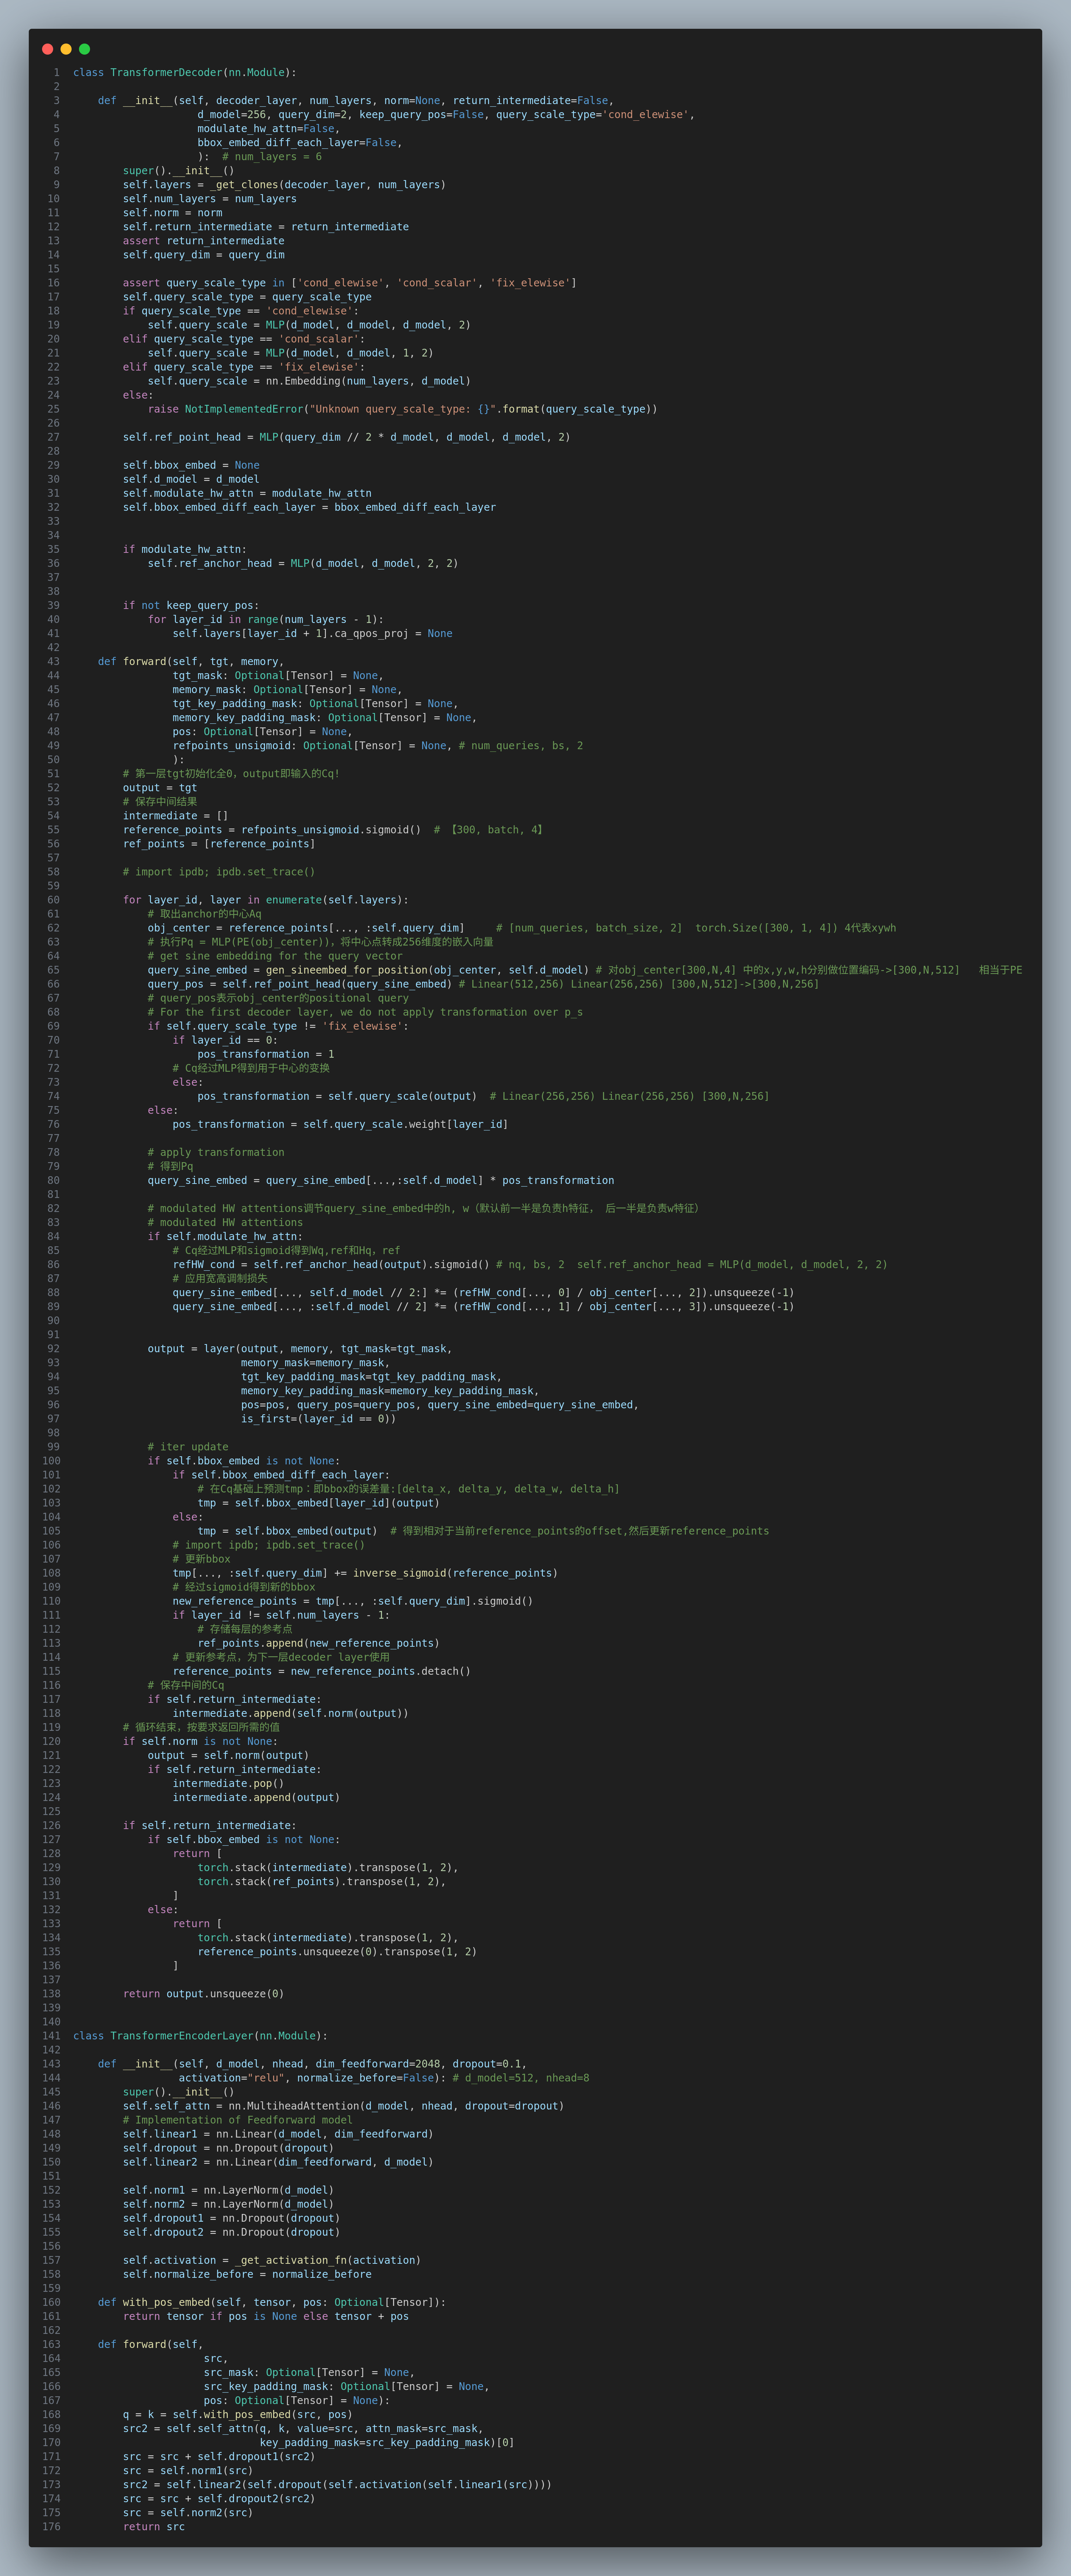 1 class TransformerDecoder(nn.Module):
2
3     def __init__(self, decoder_layer, num_layers, norm=None, return_intermediate=False,
4                     d_model=256, query_dim=2, keep_query_pos=False, query_scale_type='cond_elewise',
5                     modulate_hw_attn=False,
6                     bbox_embed_diff_each_layer=False,
7                     ):  # num_layers = 6
8         super().__init__()
9         self.layers = _get_clones(decoder_layer, num_layers)
10         self.num_layers = num_layers
11         self.norm = norm
12         self.return_intermediate = return_intermediate
13         assert return_intermediate
14         self.query_dim = query_dim
15
16         assert query_scale_type in ['cond_elewise', 'cond_scalar', 'fix_elewise']
17         self.query_scale_type = query_scale_type
18         if query_scale_type == 'cond_elewise':
19             self.query_scale = MLP(d_model, d_model, d_model, 2)
20         elif query_scale_type == 'cond_scalar':
21             self.query_scale = MLP(d_model, d_model, 1, 2)
22         elif query_scale_type == 'fix_elewise':
23             self.query_scale = nn.Embedding(num_layers, d_model)
24         else:
25             raise NotImplementedError("Unknown query_scale_type: {}".format(query_scale_type))
26
27         self.ref_point_head = MLP(query_dim // 2 * d_model, d_model, d_model, 2)
28
29         self.bbox_embed = None
30         self.d_model = d_model
31         self.modulate_hw_attn = modulate_hw_attn
32         self.bbox_embed_diff_each_layer = bbox_embed_diff_each_layer
33
34
35         if modulate_hw_attn:
36             self.ref_anchor_head = MLP(d_model, d_model, 2, 2)
37
38
39         if not keep_query_pos:
40             for layer_id in range(num_layers - 1):
41                 self.layers[layer_id + 1].ca_qpos_proj = None
42
43     def forward(self, tgt, memory,
44                 tgt_mask: Optional[Tensor] = None,
45                 memory_mask: Optional[Tensor] = None,
46                 tgt_key_padding_mask: Optional[Tensor] = None,
47                 memory_key_padding_mask: Optional[Tensor] = None,
48                 pos: Optional[Tensor] = None,
49                 refpoints_unsigmoid: Optional[Tensor] = None, # num_queries, bs, 2
50                 ):
51         # 第一层tgt初始化全0，output即输入的Cq!
52         output = tgt
53         # 保存中间结果
54         intermediate = []
55         reference_points = refpoints_unsigmoid.sigmoid()  # 【300, batch, 4】
56         ref_points = [reference_points]
57
58         # import ipdb; ipdb.set_trace()
59
60         for layer_id, layer in enumerate(self.layers):
61             # 取出anchor的中心Aq
62             obj_center = reference_points[..., :self.query_dim]     # [num_queries, batch_size, 2]  torch.Size([300, 1, 4]) 4代表xywh
63             # 执行Pq = MLP(PE(obj_center))，将中心点转成256维度的嵌入向量
64             # get sine embedding for the query vector
65             query_sine_embed = gen_sineembed_for_position(obj_center, self.d_model) # 对obj_center[300,N,4] 中的x,y,w,h分别做位置编码->[300,N,512]   相当于PE
66             query_pos = self.ref_point_head(query_sine_embed) # Linear(512,256) Linear(256,256) [300,N,512]->[300,N,256]
67             # query_pos表示obj_center的positional query
68             # For the first decoder layer, we do not apply transformation over p_s
69             if self.query_scale_type != 'fix_elewise':
70                 if layer_id == 0:
71                     pos_transformation = 1
72                 # Cq经过MLP得到用于中心的变换
73                 else:
74                     pos_transformation = self.query_scale(output)  # Linear(256,256) Linear(256,256) [300,N,256]
75             else:
76                 pos_transformation = self.query_scale.weight[layer_id]
77
78             # apply transformation
79             # 得到Pq
80             query_sine_embed = query_sine_embed[...,:self.d_model] * pos_transformation
81
82             # modulated HW attentions调节query_sine_embed中的h, w（默认前一半是负责h特征， 后一半是负责w特征）
83             # modulated HW attentions
84             if self.modulate_hw_attn:
85                 # Cq经过MLP和sigmoid得到Wq,ref和Hq，ref
86                 refHW_cond = self.ref_anchor_head(output).sigmoid() # nq, bs, 2  self.ref_anchor_head = MLP(d_model, d_model, 2, 2)
87                 # 应用宽高调制损失
88                 query_sine_embed[..., self.d_model // 2:] *= (refHW_cond[..., 0] / obj_center[..., 2]).unsqueeze(-1)
89                 query_sine_embed[..., :self.d_model // 2] *= (refHW_cond[..., 1] / obj_center[..., 3]).unsqueeze(-1)
90
91
92             output = layer(output, memory, tgt_mask=tgt_mask,
93                            memory_mask=memory_mask,
94                            tgt_key_padding_mask=tgt_key_padding_mask,
95                            memory_key_padding_mask=memory_key_padding_mask,
96                            pos=pos, query_pos=query_pos, query_sine_embed=query_sine_embed,
97                            is_first=(layer_id == 0))
98
99             # iter update
100             if self.bbox_embed is not None:
101                 if self.bbox_embed_diff_each_layer:
102                     # 在Cq基础上预测tmp：即bbox的误差量:[delta_x, delta_y, delta_w, delta_h]
103                     tmp = self.bbox_embed[layer_id](output)
104                 else:
105                     tmp = self.bbox_embed(output)  # 得到相对于当前reference_points的offset,然后更新reference_points
106                 # import ipdb; ipdb.set_trace()
107                 # 更新bbox
108                 tmp[..., :self.query_dim] += inverse_sigmoid(reference_points)
109                 # 经过sigmoid得到新的bbox
110                 new_reference_points = tmp[..., :self.query_dim].sigmoid()
111                 if layer_id != self.num_layers - 1:
112                     # 存储每层的参考点
113                     ref_points.append(new_reference_points)
114                 # 更新参考点，为下一层decoder layer使用
115                 reference_points = new_reference_points.detach()
116             # 保存中间的Cq
117             if self.return_intermediate:
118                 intermediate.append(self.norm(output))
119         # 循环结束，按要求返回所需的值
120         if self.norm is not None:
121             output = self.norm(output)
122             if self.return_intermediate:
123                 intermediate.pop()
124                 intermediate.append(output)
125
126         if self.return_intermediate:
127             if self.bbox_embed is not None:
128                 return [
129                     torch.stack(intermediate).transpose(1, 2),
130                     torch.stack(ref_points).transpose(1, 2),
131                 ]
132             else:
133                 return [
134                     torch.stack(intermediate).transpose(1, 2),
135                     reference_points.unsqueeze(0).transpose(1, 2)
136                 ]
137
138         return output.unsqueeze(0)
139
140
141 class TransformerEncoderLayer(nn.Module):
142
143     def __init__(self, d_model, nhead, dim_feedforward=2048, dropout=0.1,
144                  activation="relu", normalize_before=False): # d_model=512, nhead=8
145         super().__init__()
146         self.self_attn = nn.MultiheadAttention(d_model, nhead, dropout=dropout)
147         # Implementation of Feedforward model
148         self.linear1 = nn.Linear(d_model, dim_feedforward)
149         self.dropout = nn.Dropout(dropout)
150         self.linear2 = nn.Linear(dim_feedforward, d_model)
151
152         self.norm1 = nn.LayerNorm(d_model)
153         self.norm2 = nn.LayerNorm(d_model)
154         self.dropout1 = nn.Dropout(dropout)
155         self.dropout2 = nn.Dropout(dropout)
156
157         self.activation = _get_activation_fn(activation)
158         self.normalize_before = normalize_before
159
160     def with_pos_embed(self, tensor, pos: Optional[Tensor]):
161         return tensor if pos is None else tensor + pos
162
163     def forward(self,
164                      src,
165                      src_mask: Optional[Tensor] = None,
166                      src_key_padding_mask: Optional[Tensor] = None,
167                      pos: Optional[Tensor] = None):
168         q = k = self.with_pos_embed(src, pos)
169         src2 = self.self_attn(q, k, value=src, attn_mask=src_mask,
170                               key_padding_mask=src_key_padding_mask)[0]
171         src = src + self.dropout1(src2)
172         src = self.norm1(src)
173         src2 = self.linear2(self.dropout(self.activation(self.linear1(src))))
174         src = src + self.dropout2(src2)
175         src = self.norm2(src)
176         return src